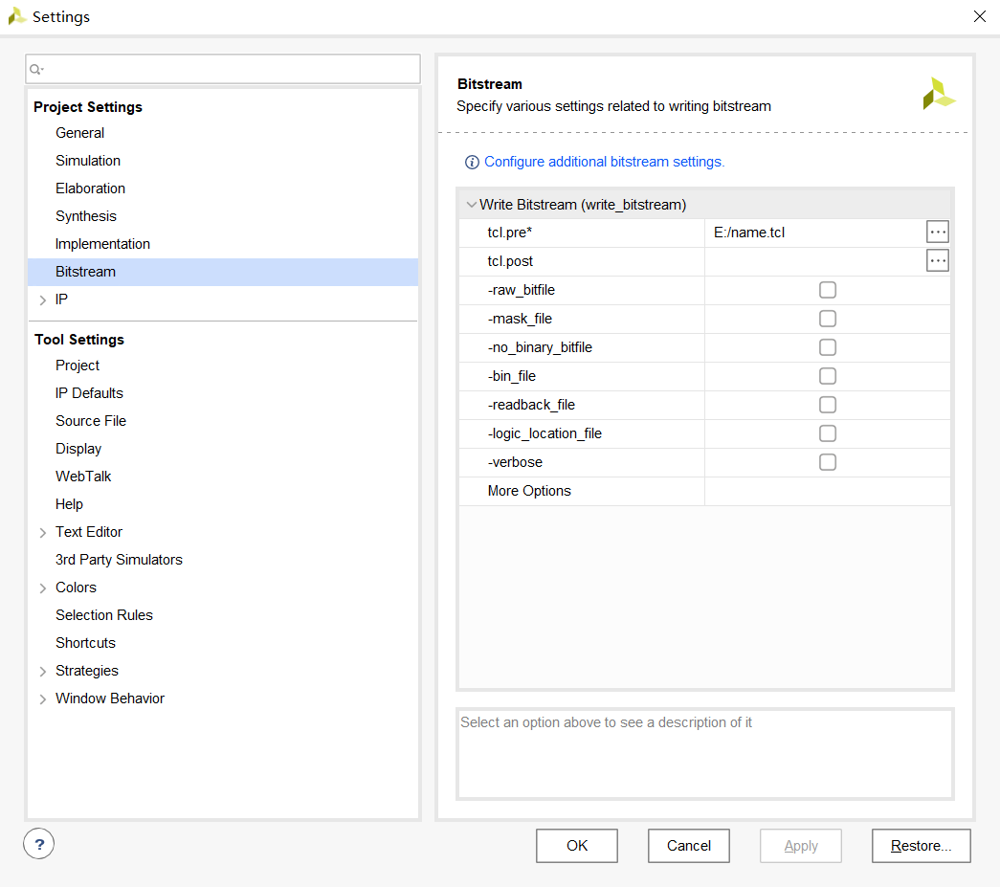 Settings
Project Settings
General
Simulation
Elaboration
Synthesis
Implementation
Bitstream
IP
Tool Settings
Project
IP Defaults
Source File
Display
WebTalk
Help
Text Editor
3rd Party Simulators
Colors
Selection Rules
Shortcuts
Strategies
Window Behavior
Bitstream
Specify various settings related to writing bitstream
Configure additional bitstream settings.
Write Bitstream (write_bitstream)
tcl.pre* E:/name.tcl ...
tcl.post ...
-raw_bitfile
-mask_file
-no_binary_bitfile
-bin_file
-readback_file
-logic_location_file
-verbose
More Options
Select an option above to see a description of it
? OK Cancel Apply Restore...